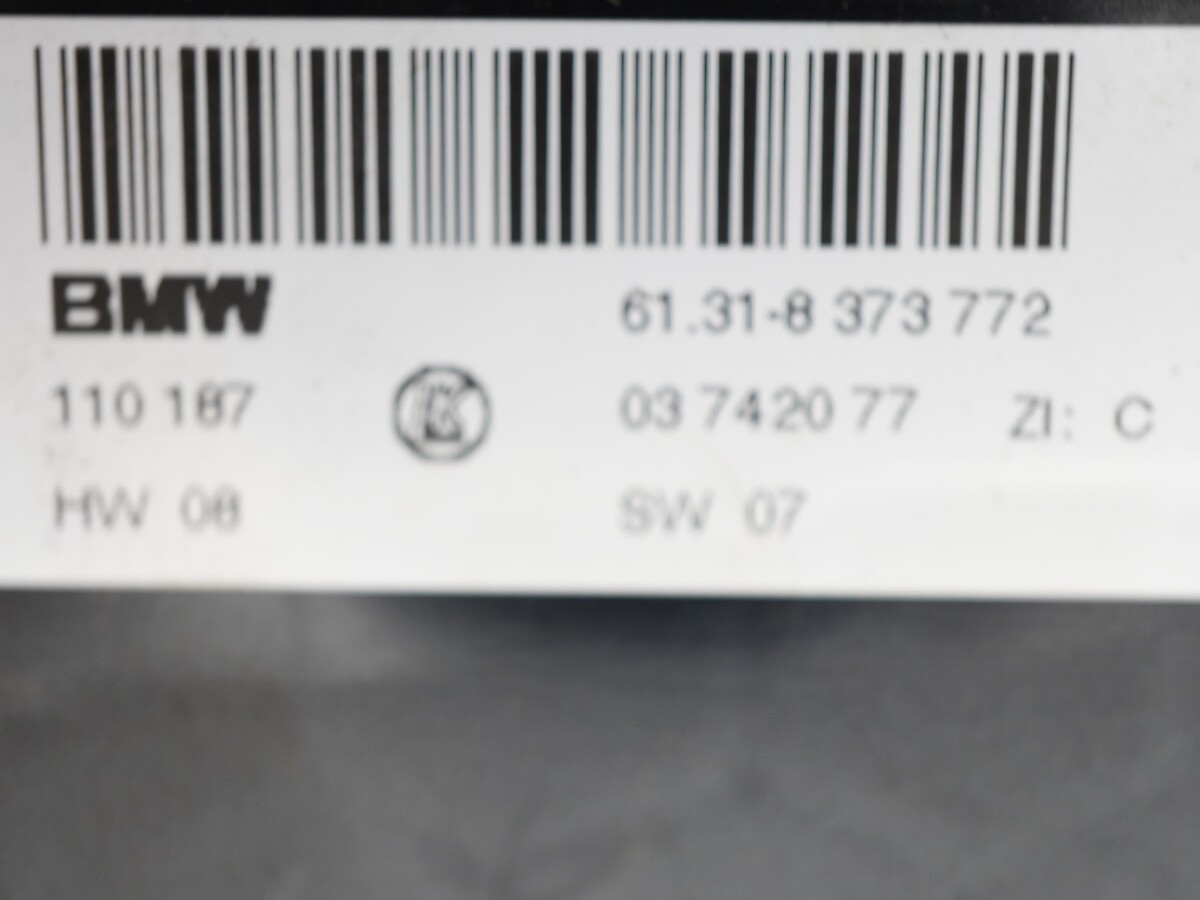 BMW 61.31-8 373 772
110 187 03 7420 77 ZI: C
HW 08 SW 07